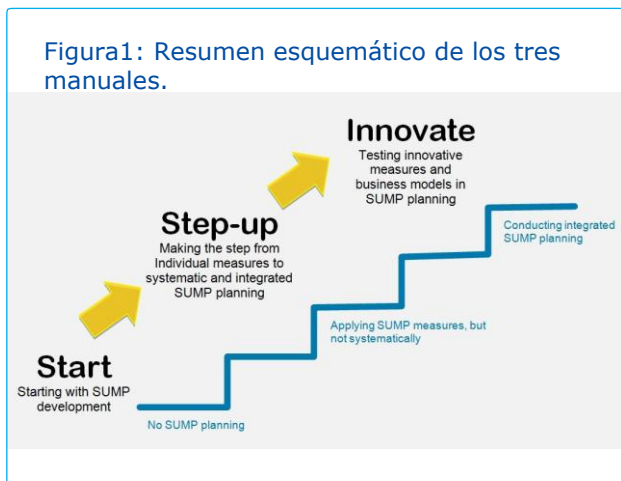 Figura1: Resumen esquemático de los tres
manuales.
Innovate
Testing innovative
measures and
business models in
SUMP planning
Step-up
Making the step from
Individual measures to
systematic and integrated
SUMP planning
Conducting integrated
SUMP planning
Applying SUMP measures, but
not systematically
Start
Starting with SUMP
development
No SUMP planning